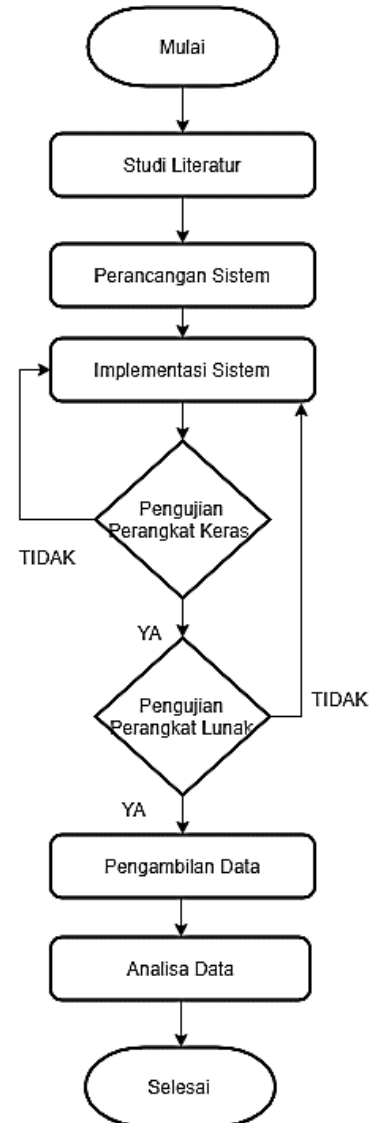 Mulai
Studi Literatur
Perancangan Sistem
Implementasi Sistem
Pengujian
Perangkat Keras
TIDAK
YA
Pengujian
Perangkat Lunak
TIDAK
YA
Pengambilan Data
Analisa Data
Selesai